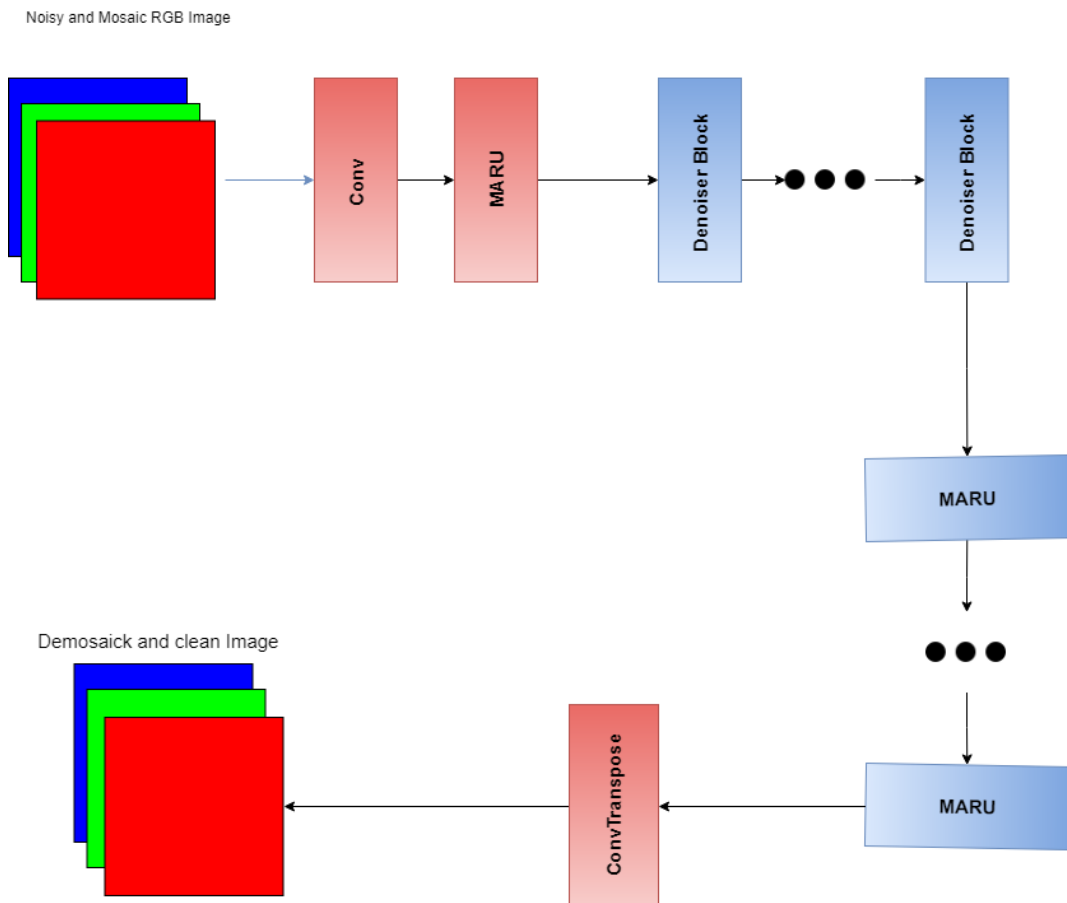 Noisy and Mosaic RGB Image
Conv
MARU
Denoiser Block
Denoiser Block
MARU
MARU
ConvTranspose
Demosaick and clean Image